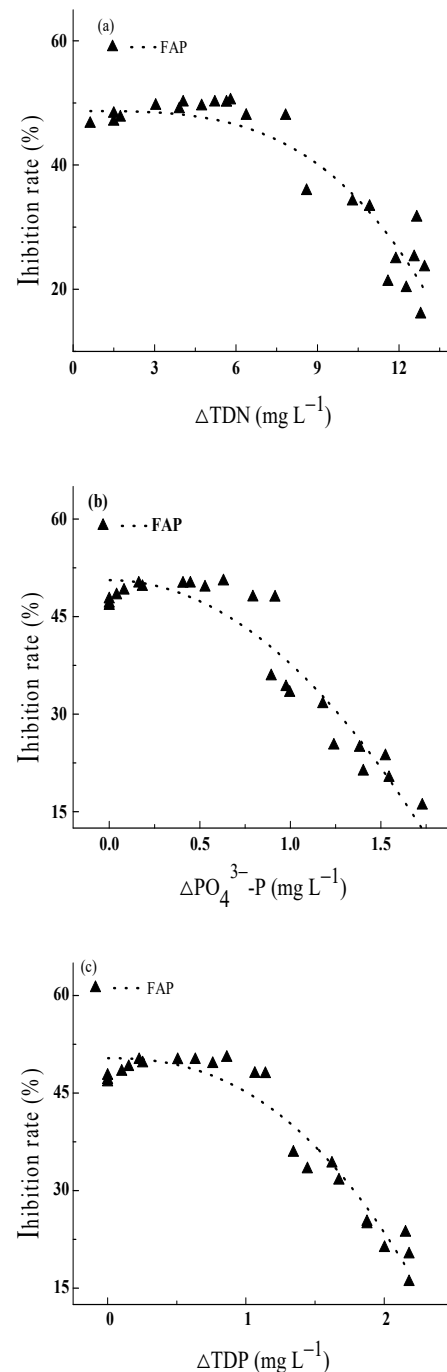 (a)
FAP
60
40
20
Ihibition rate (%)
0 3 6 9 12
△TDN (mg L⁻¹)
(b)
FAP
60
45
30
15
Ihibition rate (%)
0.0 0.5 1.0 1.5
△PO₄³⁻-P (mg L⁻¹)
(c)
FAP
60
45
30
15
Ihibition rate (%)
0 1 2
△TDP (mg L⁻¹)